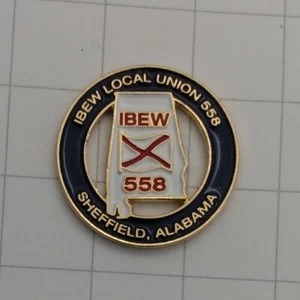 IBEW LOCAL UNION 558
IBEW
558
SHEFFIELD, ALABAMA